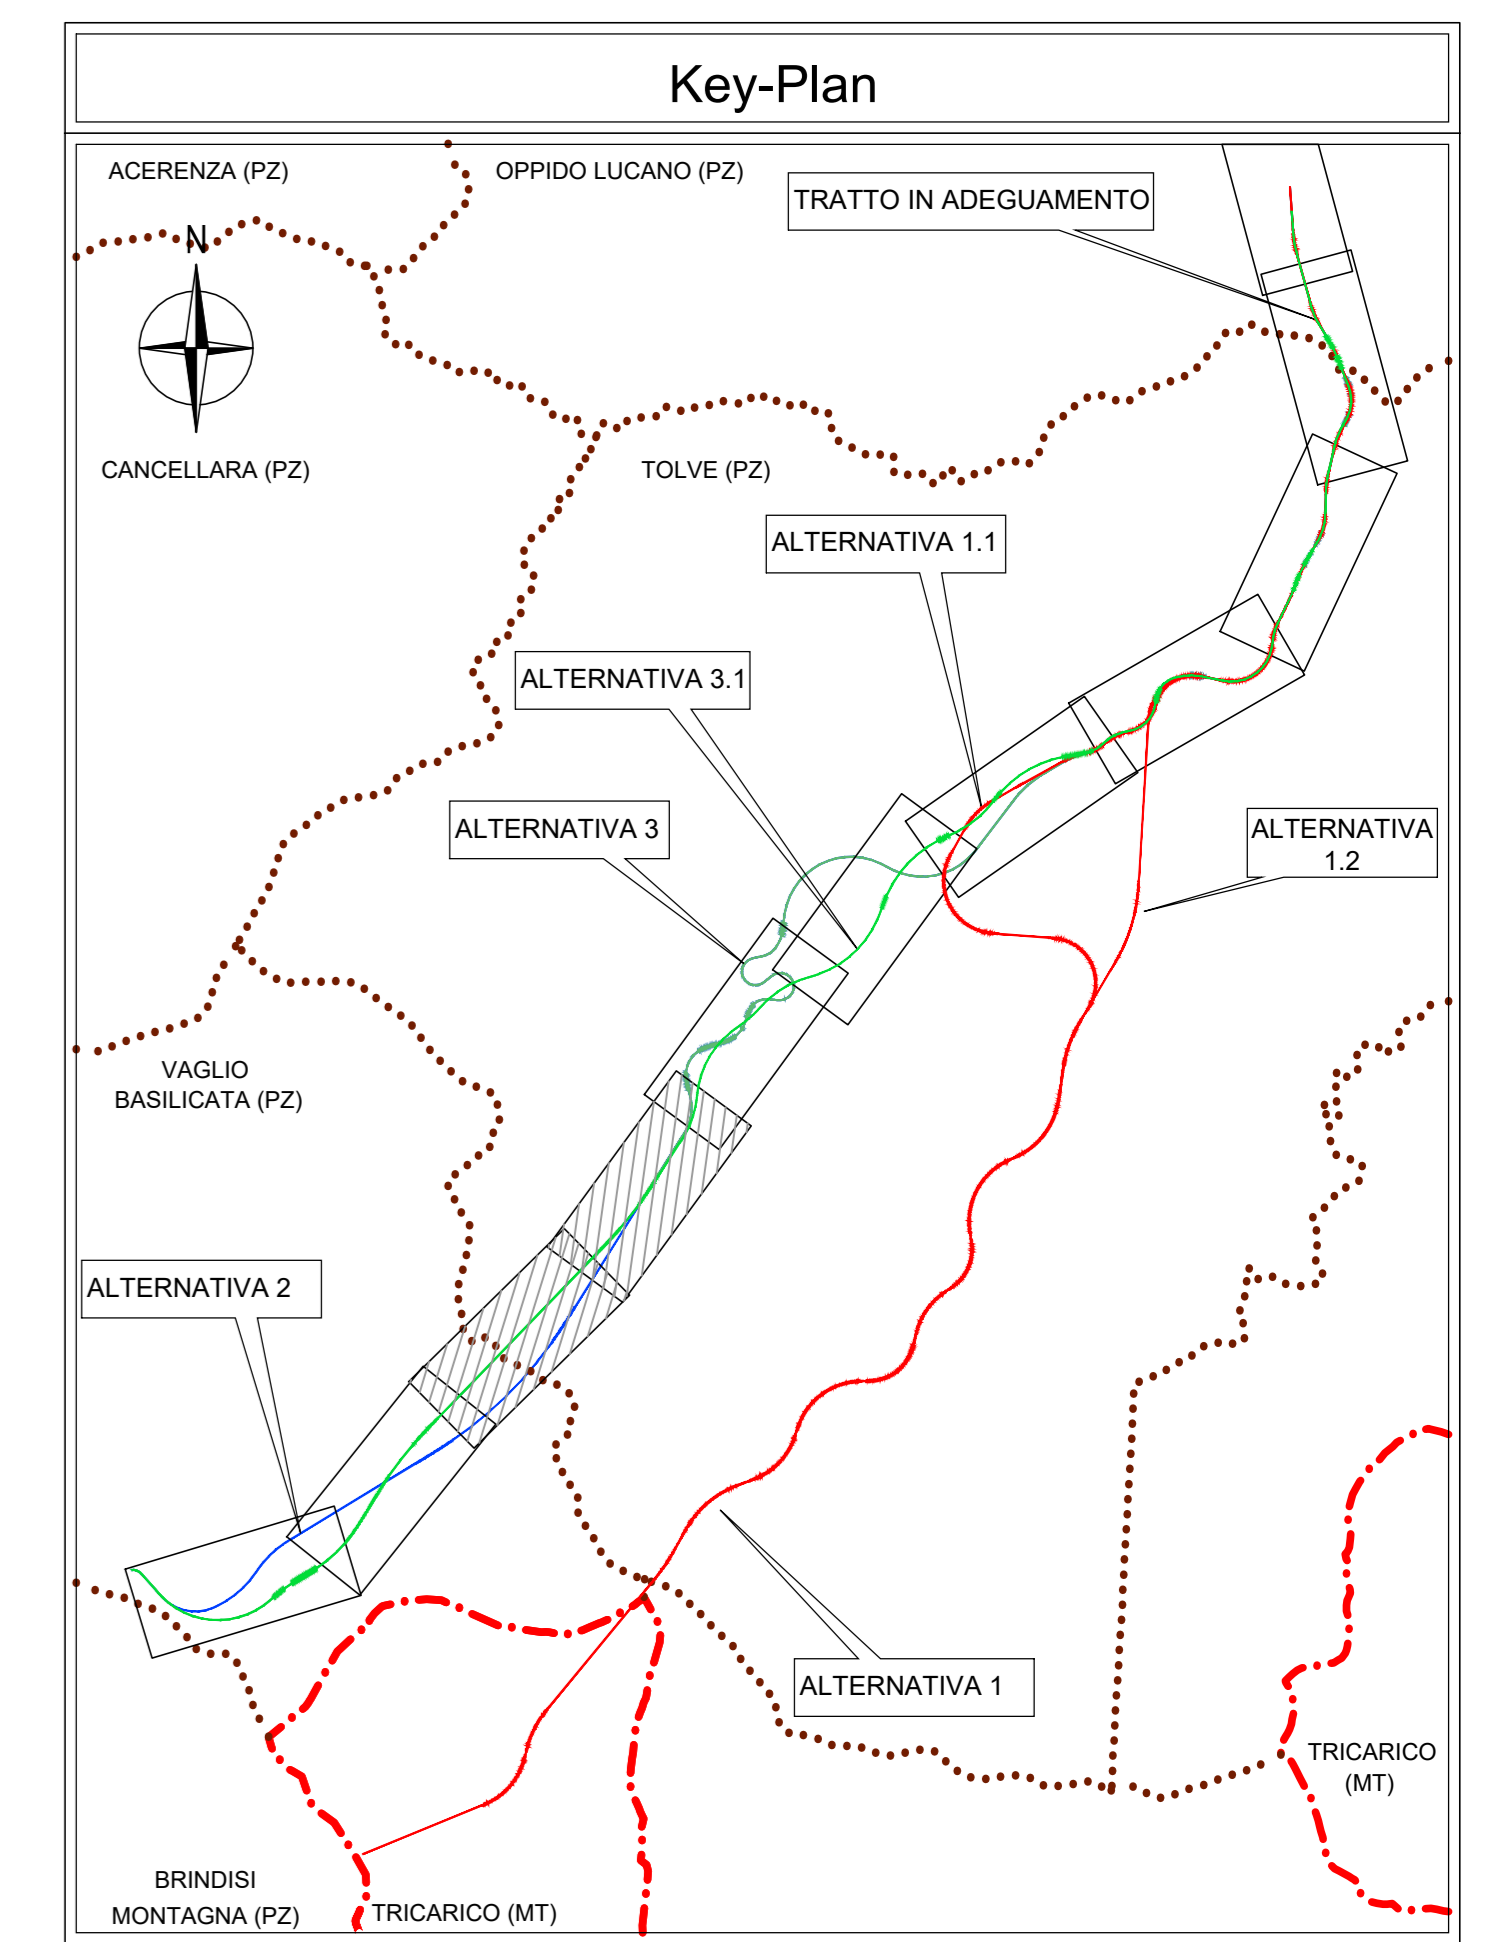 Key-Plan
ACERENZA (PZ)
OPPIDO LUCANO (PZ)
TRATTO IN ADEGUAMENTO
N
CANCELLARA (PZ)
TOLVE (PZ)
ALTERNATIVA 1.1
ALTERNATIVA 3.1
ALTERNATIVA 3
ALTERNATIVA
1.2
VAGLIO
BASILICATA (PZ)
ALTERNATIVA 2
ALTERNATIVA 1
TRICARICO
(MT)
BRINDISI
MONTAGNA (PZ)
TRICARICO (MT)